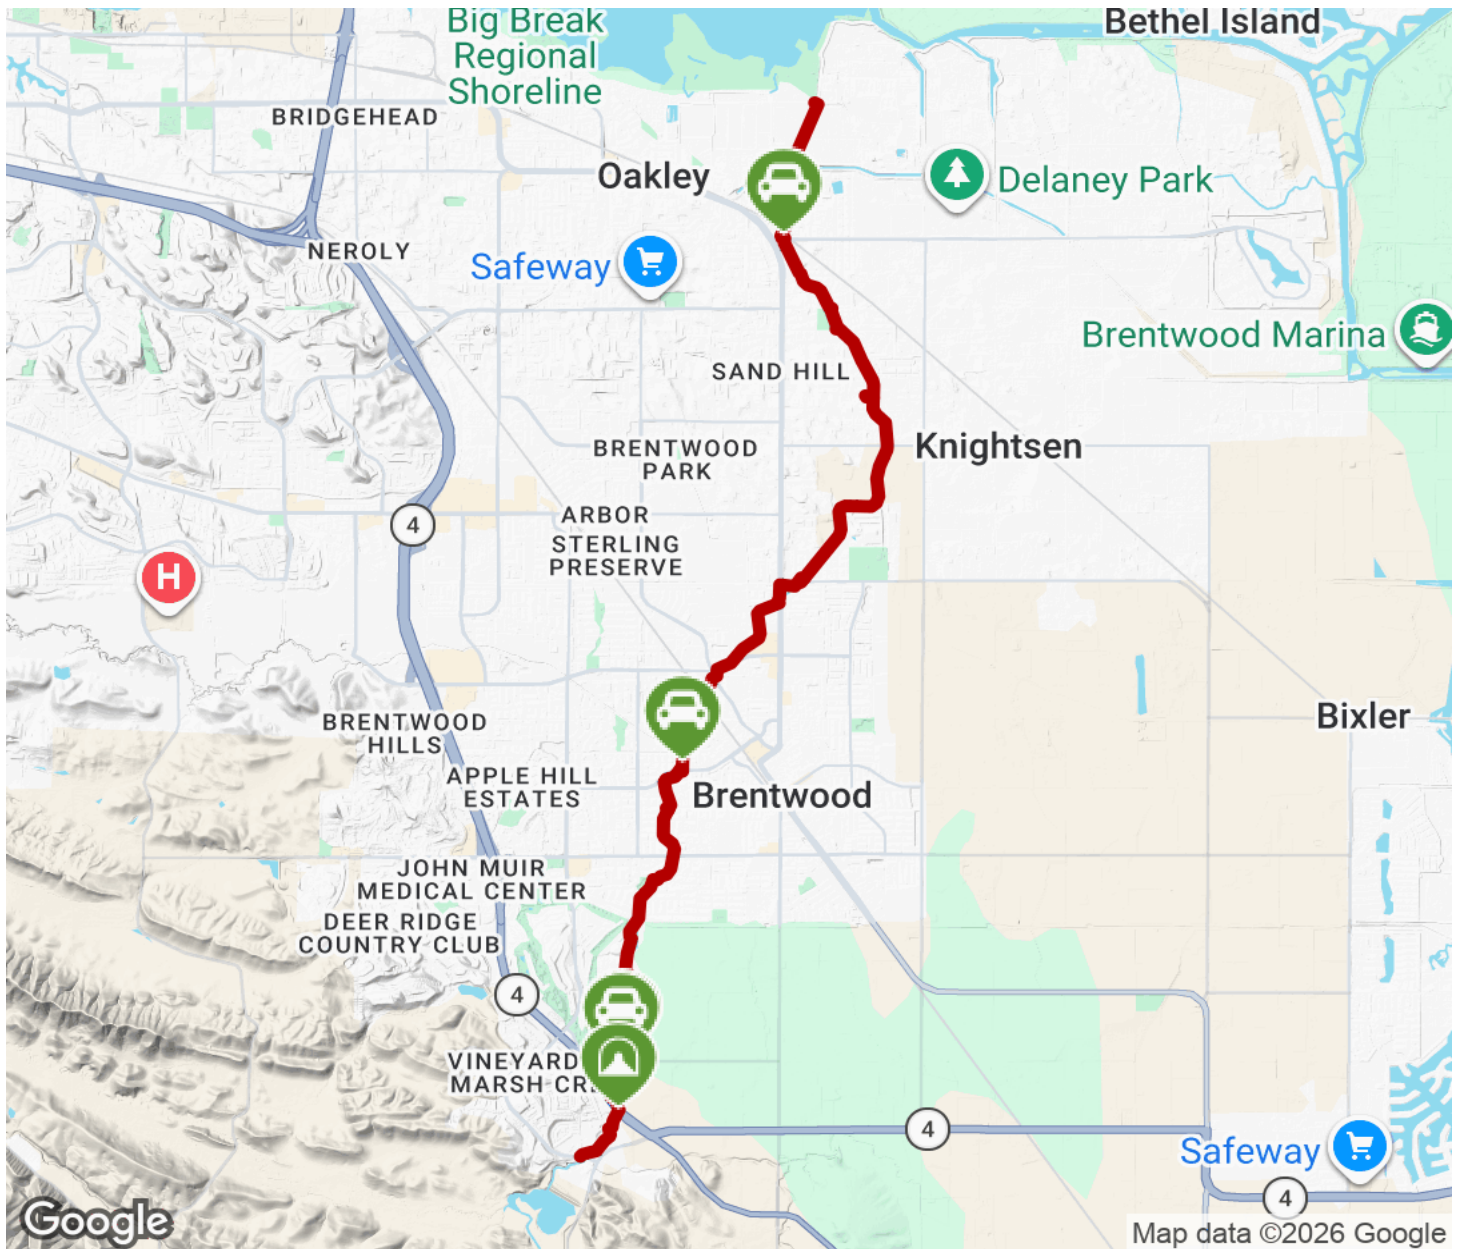 Big Break
Regional
Shoreline
Bethel Island
BRIDGEHEAD
Oakley
Delaney Park
NEROLY
Safeway
Brentwood Marina
SAND HILL
BRENTWOOD
PARK
Knightsen
ARBOR
4
STERLING
PRESERVE
H
BRENTWOOD
HILLS
Bixler
APPLE HILL
ESTATES
Brentwood
JOHN MUIR
MEDICAL CENTER
DEER RIDGE
COUNTRY CLUB
4
VINEYARD
MARSH CR
4
Safeway
4
Google
Map data ©2026 Google